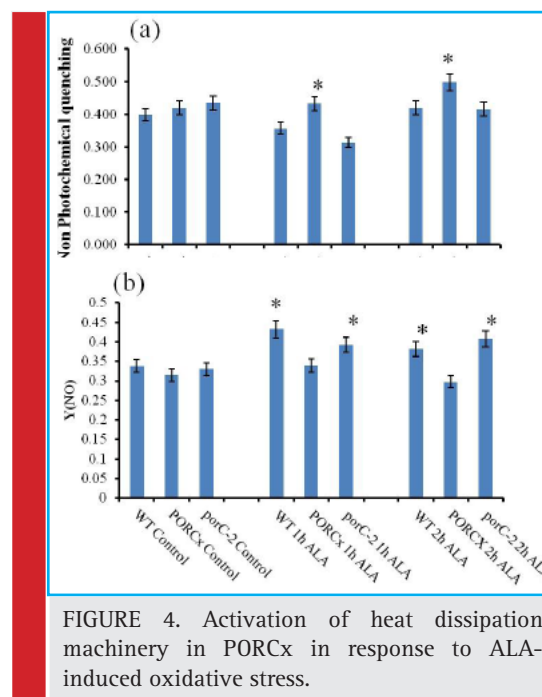 (a)
Non Photochemical quenching
0.600
0.500
0.400
0.300
0.200
0.100
0.000
*
*
(b)
Y(NO)
0.5
0.45
0.4
0.35
0.3
0.25
0.2
0.15
0.1
0.05
0
*
*
*
*
WT Control
PORCx Control
porC-2 Control
WT 1h ALA
PORCx 1h ALA
porC-2 1h ALA
WT 2h ALA
PORCX 2h ALA
porC-2 2h AL
FIGURE 4. Activation of heat dissipation
machinery in PORCx in response to ALA-
induced oxidative stress.